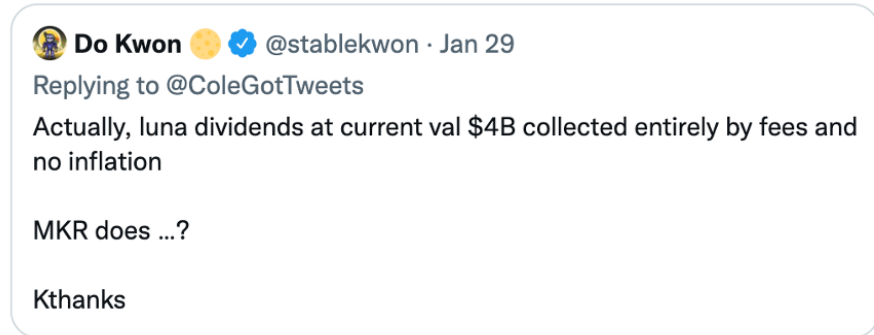 Do Kwon @stablekwon · Jan 29
Replying to @ColeGotTweets
Actually, luna dividends at current val $4B collected entirely by fees and
no inflation
MKR does ...?
Kthanks